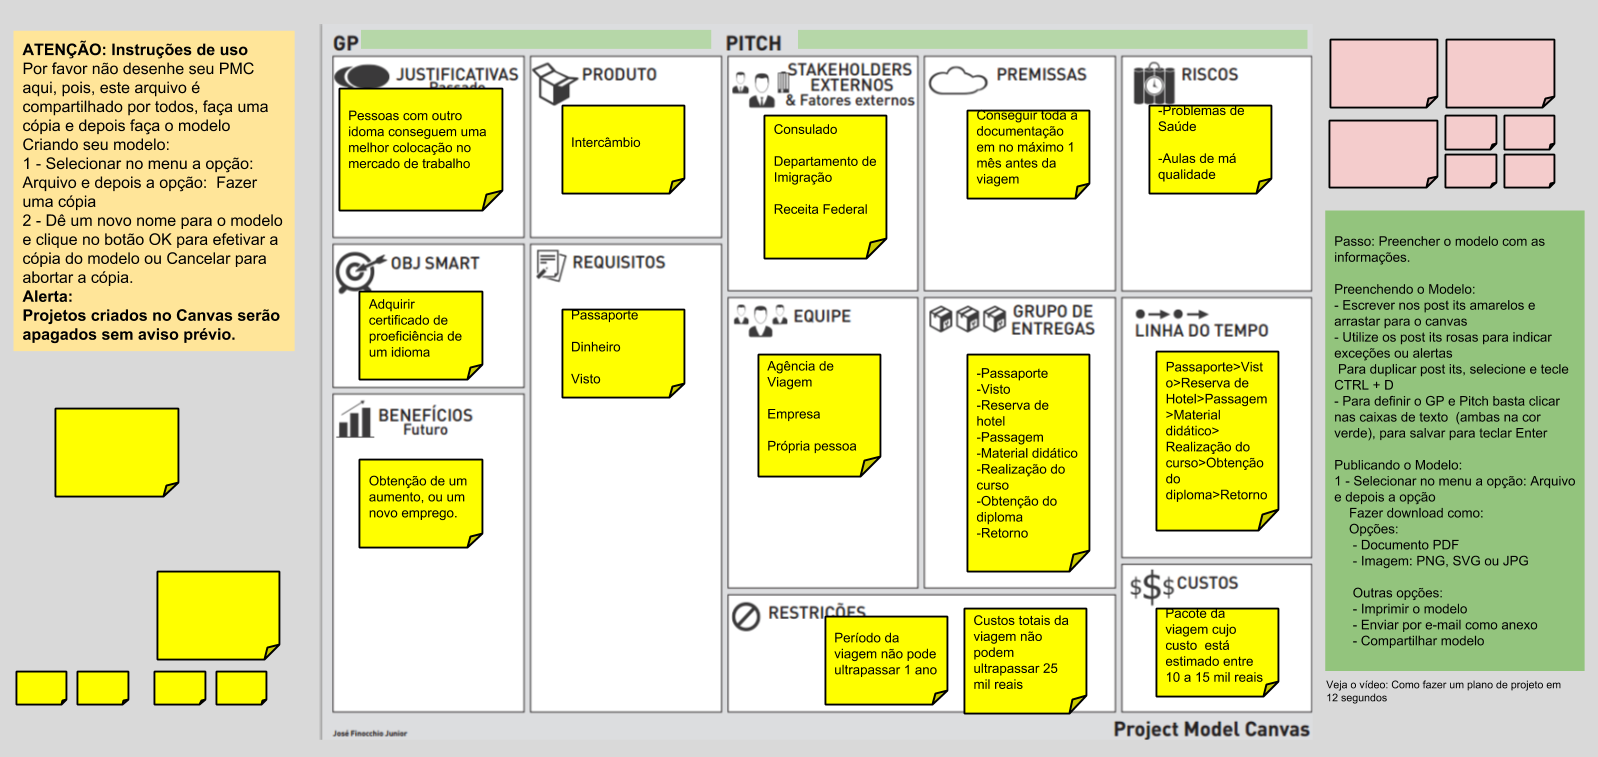 ATENÇÃO: Instruções de uso
Por favor não desenhe seu PMC
aqui, pois, este arquivo é
compartilhado por todos, faça uma
cópia e depois faça o modelo
Criando seu modelo:
1 - Selecionar no menu a opção:
Arquivo e depois a opção:  Fazer
uma cópia
2 - Dê um novo nome para o modelo
e clique no botão OK para efetivar a
cópia do modelo ou Cancelar para
abortar a cópia.
Alerta:
Projetos criados no Canvas serão
apagados sem aviso prévio.
GP
PITCH
JUSTIFICATIVAS
Passado
Pessoas com outro
idioma conseguem uma
melhor colocação no
mercado de trabalho
PRODUTO
Intercâmbio
STAKEHOLDERS
EXTERNOS
& Fatores externos
Consulado
Departamento de
Imigração
Receita Federal
PREMISSAS
Conseguir toda a
documentação
em no máximo 1
mês antes da
viagem
RISCOS
-Problemas de
Saúde
-Aulas de má
qualidade
OBJ SMART
Adquirir
certificado de
proeficiência de
um idioma
REQUISITOS
Passaporte
Dinheiro
Visto
EQUIPE
Agência de
Viagem
Empresa
Própria pessoa
GRUPO DE
ENTREGAS
-Passaporte
-Visto
-Reserva de
hotel
-Passagem
-Material didático
-Realização do
curso
-Obtenção do
diploma
-Retorno
LINHA DO TEMPO
Passaporte>Vist
o>Reserva de
Hotel>Passagem
>Material
didático>
Realização do
curso>Obtenção
do
diploma>Retorno
BENEFÍCIOS
Futuro
Obtenção de um
aumento, ou um
novo emprego.
RESTRIÇÕES
Período da
viagem não pode
ultrapassar 1 ano
Custos totais da
viagem não
podem
ultrapassar 25
mil reais
$$$ CUSTOS
Pacote da
viagem cujo
custo  está
estimado entre
10 a 15 mil reais
José Finocchio Junior
Project Model Canvas
Passo: Preencher o modelo com as
informações.
Preenchendo o Modelo:
- Escrever nos post its amarelos e
arrastar para o canvas
- Utilize os post its rosas para indicar
exceções ou alertas
Para duplicar post its, selecione e tecle
CTRL + D
- Para definir o GP e Pitch basta clicar
nas caixas de texto  (ambas na cor
verde), para salvar para teclar Enter
Publicando o Modelo:
1 - Selecionar no menu a opção: Arquivo
e depois a opção
Fazer download como:
Opções:
- Documento PDF
- Imagem: PNG, SVG ou JPG
Outras opções:
- Imprimir o modelo
- Enviar por e-mail como anexo
- Compartilhar modelo
Veja o vídeo: Como fazer um plano de projeto em
12 segundos